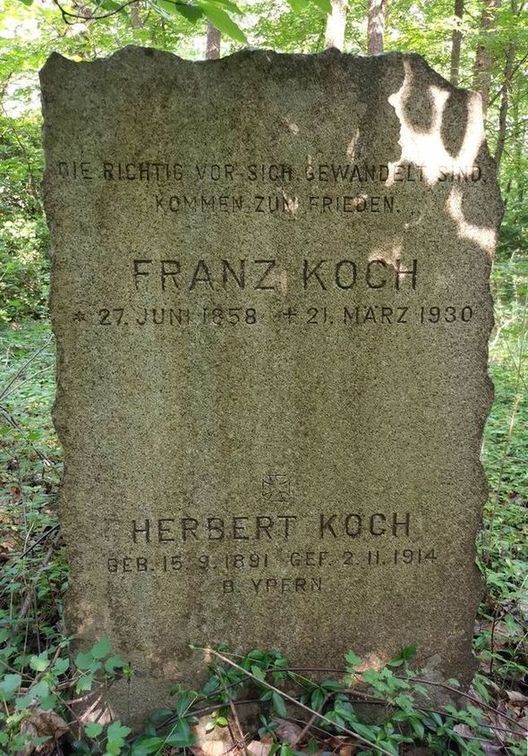 DIE RICHTIG VOR SICH GEWANDELT SIND,
KOMMEN ZUM FRIEDEN.
FRANZ KOCH
* 27. JUNI 1858 + 21. MÄRZ 1930
HERBERT KOCH
GEB. 15. 9. 1891 GEF. 2. 11. 1914
B. YPERN